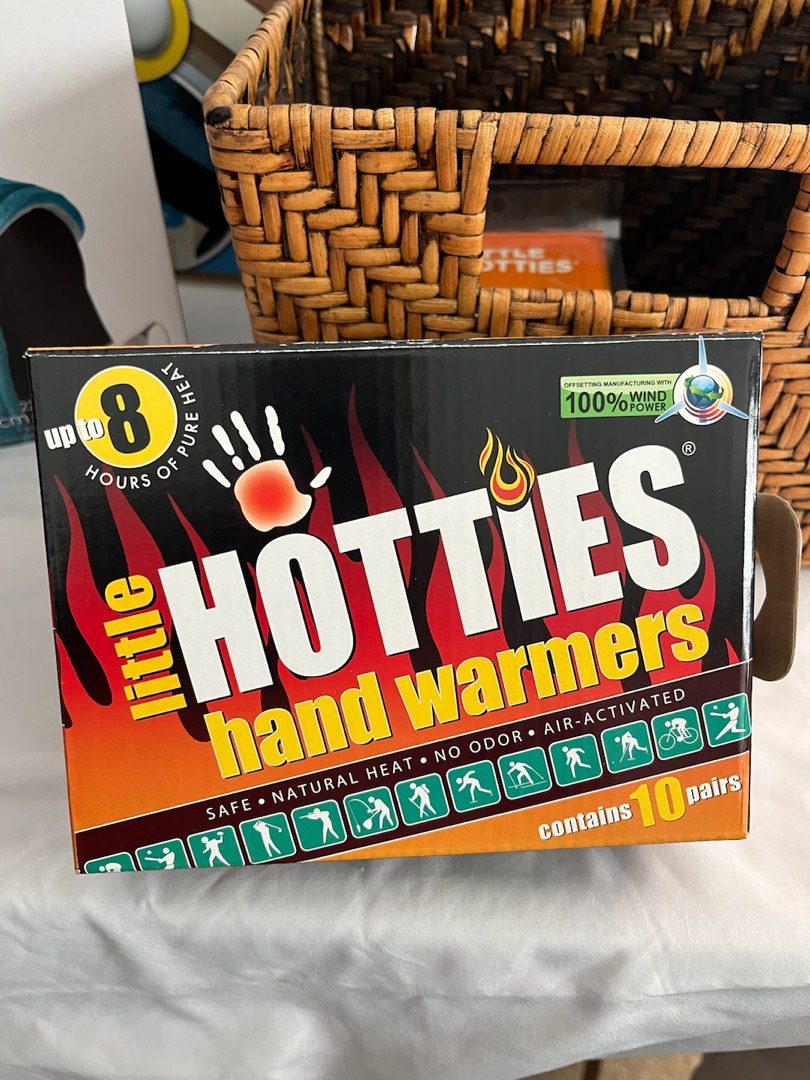 TTLE
OTTIES
up to 8
HOURS OF PURE HEAT
OFFSETTING MANUFACTURING WITH
100% WIND
POWER
little
HOTTIES®
hand warmers
SAFE • NATURAL HEAT • NO ODOR • AIR-ACTIVATED
contains 10 pairs